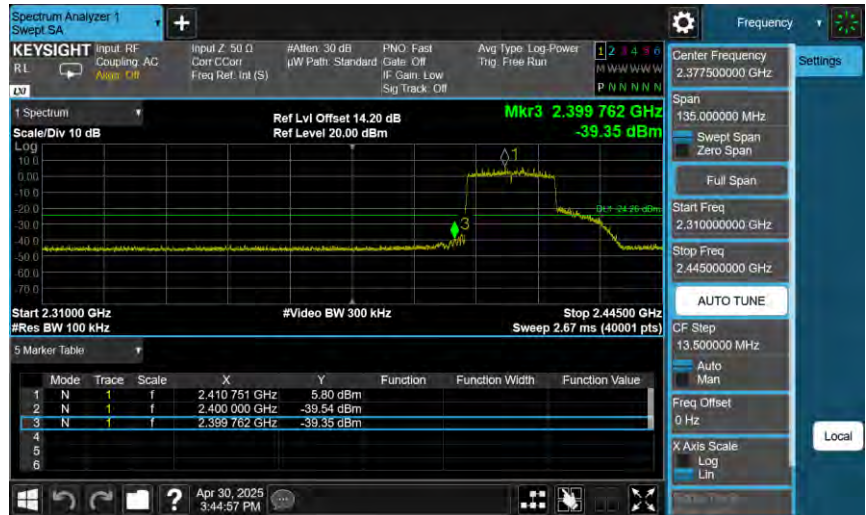 Spectrum Analyzer 1
Swept SA
+
Frequency
KEYSIGHT
RL
LXI
Input: RF
Coupling: AC
Align: Off
Input Z: 50 Ω
Corr CCorr
Freq Ref: Int (S)
#Atten: 30 dB
µW Path: Standard
PNO: Fast
Gate: Off
IF Gain: Low
Sig Track: Off
Avg Type: Log-Power
Trig: Free Run
1 2 3 4 5 6
M W W W W W
P N N N N N
1 Spectrum
Scale/Div 10 dB
Log
Ref Lvl Offset 14.20 dB
Ref Level 20.00 dBm
Mkr3 2.399 762 GHz
-39.35 dBm
10.0
0.00
-10.0
-20.0
-30.0
-40.0
-50.0
-60.0
-70.0
1
3
DL1 -24.26 dBm
Start 2.31000 GHz
#Res BW 100 kHz
#Video BW 300 kHz
Stop 2.44500 GHz
Sweep 2.67 ms (40001 pts)
5 Marker Table
Mode Trace Scale X Y Function Function Width Function Value
1 N 1 f 2.410 751 GHz 5.80 dBm
2 N 1 f 2.400 000 GHz -39.54 dBm
3 N 1 f 2.399 762 GHz -39.35 dBm
4
5
6
?
Apr 30, 2025
3:44:57 PM
Center Frequency
2.377500000 GHz
Span
135.000000 MHz
Swept Span
Zero Span
Full Span
Start Freq
2.310000000 GHz
Stop Freq
2.445000000 GHz
AUTO TUNE
CF Step
13.500000 MHz
Auto
Man
Freq Offset
0 Hz
X Axis Scale
Log
Lin
Settings
Local